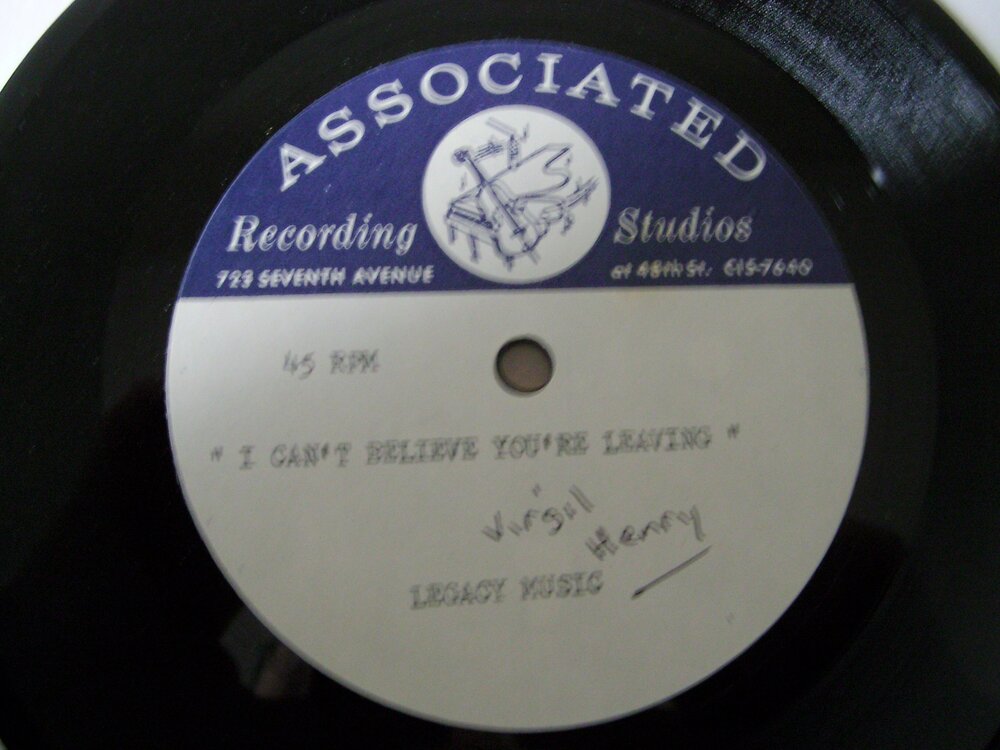 ASSOCIATED
Recording Studios
723 SEVENTH AVENUE at 48th St. CI5-7640
45 RPM
" I CAN'T BELIEVE YOU'RE LEAVING "
Virgil
Henry
LEGACY MUSIC